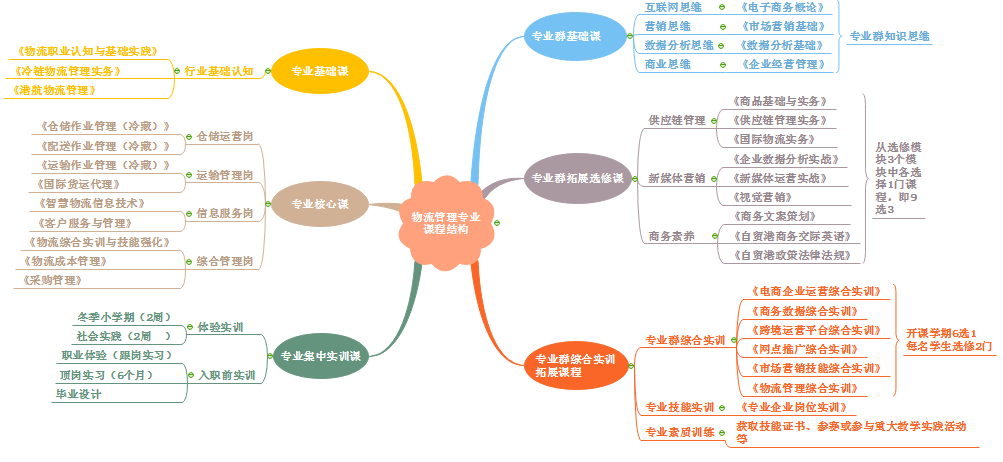 物流管理专业
课程结构
专业基础课
行业基础认知
《物流职业认知与基础实践》
《冷链物流管理实务》
《港航物流管理》
专业核心课
仓储运营岗
《仓储作业管理（冷藏）》
《配送作业管理（冷藏）》
运输管理岗
《运输作业管理（冷藏）》
《国际货运代理》
信息服务岗
《智慧物流信息技术》
《客户服务与管理》
综合管理岗
《物流综合实训与技能强化》
《物流成本管理》
《采购管理》
专业集中实训课
体验实训
冬季小学期（2周）
社会实践（2周　）
入职前实训
职业体验（跟岗实习）
顶岗实习（6个月）
毕业设计
专业群基础课
互联网思维
《电子商务概论》
营销思维
《市场营销基础》
数据分析思维
《数据分析基础》
商业思维
《企业经营管理》
专业群知识思维
专业群拓展选修课
供应链管理
《商品基础与实务》
《供应链管理实务》
《国际物流实务》
新媒体营销
《企业数据分析实战》
《新媒体运营实战》
《视觉营销》
商务素养
《商务文案策划》
《自贸港商务交际英语》
《自贸港政策法律法规》
从选修模
块3个模
块中各选
择1门课
程，即9
选3
专业群综合实训
拓展课程
专业群综合实训
《电商企业运营综合实训》
《商务数据综合实训》
《跨境运营平台综合实训》
《网点推广综合实训》
《市场营销技能综合实训》
《物流管理综合实训》
开课学期6选1
每名学生选修2门
专业技能实训
《专业企业岗位实训》
专业素质训练
获取技能证书、参赛或参与重大教学实践活动
等